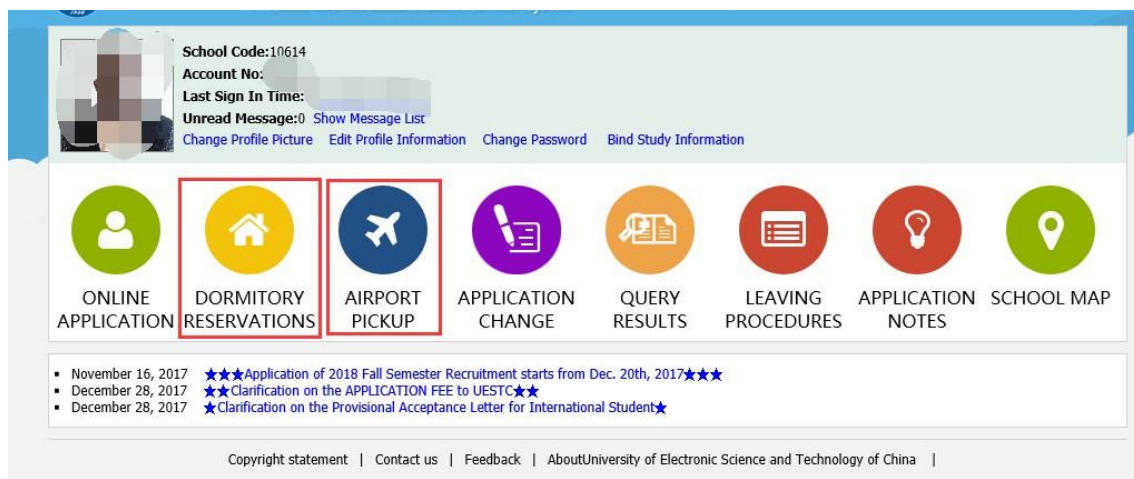 School Code:10614
Account No:
Last Sign In Time:
Unread Message:0 Show Message List
Change Profile Picture Edit Profile Information Change Password Bind Study Information
ONLINE APPLICATION
DORMITORY RESERVATIONS
AIRPORT PICKUP
APPLICATION CHANGE
QUERY RESULTS
LEAVING PROCEDURES
APPLICATION NOTES
SCHOOL MAP
▪ November 16, 2017 ★★★Application of 2018 Fall Semester Recruitment starts from Dec. 20th, 2017★★★
▪ December 28, 2017 ★★Clarification on the APPLICATION FEE to UESTC★★
▪ December 28, 2017 ★Clarification on the Provisional Acceptance Letter for International Student★
Copyright statement | Contact us | Feedback | AboutUniversity of Electronic Science and Technology of China |